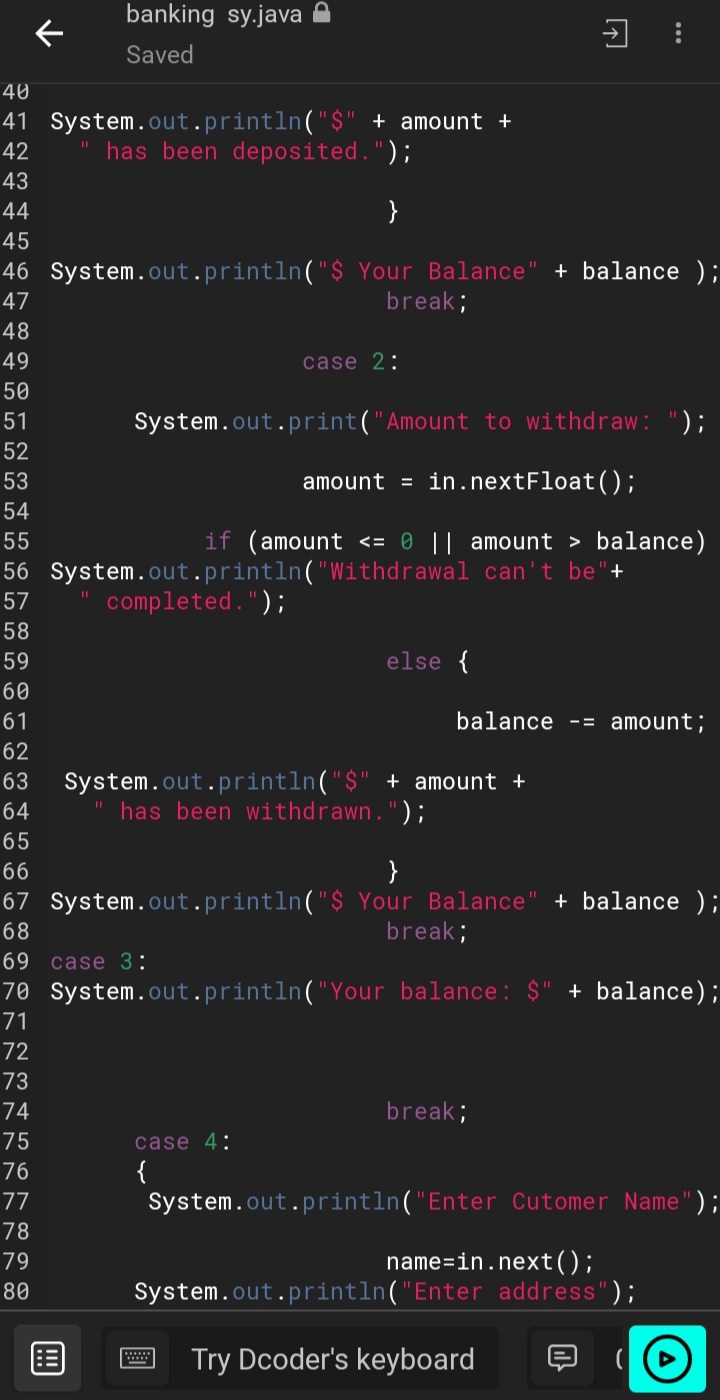 banking sy.java
Saved
40
41 System.out.println("$" + amount +
42 " has been deposited.");
43
44 }
45
46 System.out.println("$ Your Balance" + balance );
47 break;
48
49 case 2:
50
51 System.out.print("Amount to withdraw: ");
52
53 amount = in.nextFloat();
54
55 if (amount <= 0 || amount > balance)
56 System.out.println("Withdrawal can't be"+
57 " completed.");
58
59 else {
60
61 balance -= amount;
62
63 System.out.println("$" + amount +
64 " has been withdrawn.");
65
66 }
67 System.out.println("$ Your Balance" + balance );
68 break;
69 case 3:
70 System.out.println("Your balance: $" + balance);
71
72
73
74 break;
75 case 4:
76 {
77 System.out.println("Enter Cutomer Name");
78
79 name=in.next();
80 System.out.println("Enter address");
Try Dcoder's keyboard